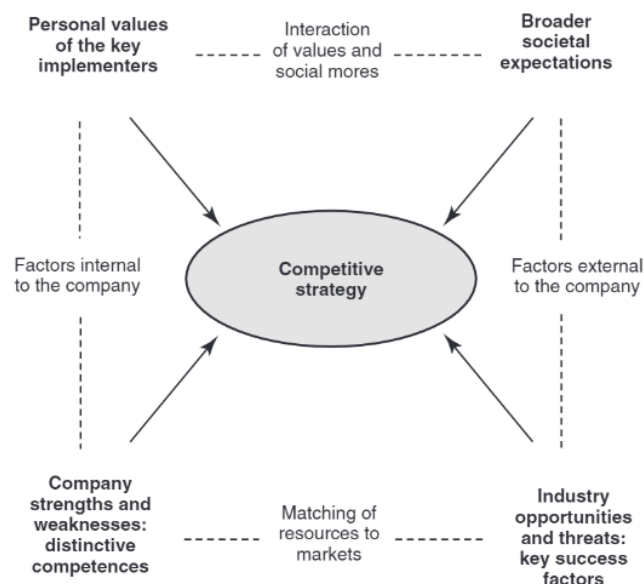 Personal values
of the key
implementers
Interaction
of values and
social mores
Broader
societal
expectations
Factors internal
to the company
Competitive
strategy
Factors external
to the company
Company
strengths and
weaknesses:
distinctive
competences
Matching of
resources to
markets
Industry
opportunities
and threats:
key success
factors